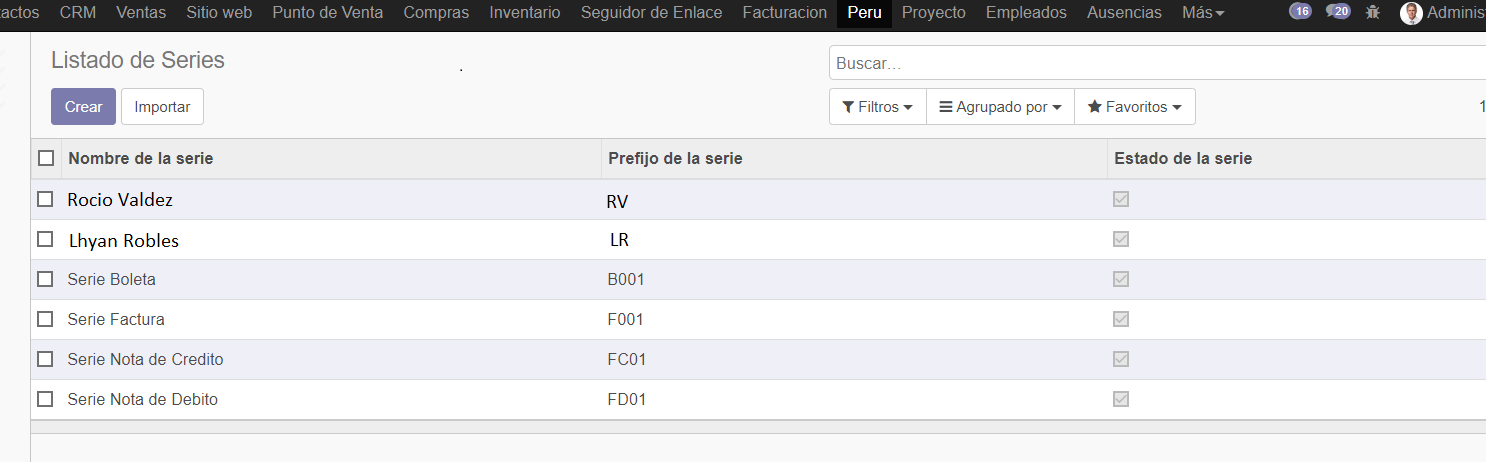 tactos CRM Ventas Sitio web Punto de Venta Compras Inventario Seguidor de Enlace Facturacion Peru Proyecto Empleados Ausencias Más 16 20 Adminis
Listado de Series
.
Buscar...
Crear Importar
Filtros Agrupado por Favoritos 1
Nombre de la serie Prefijo de la serie Estado de la serie
Rocio Valdez RV
Lhyan Robles LR
Serie Boleta B001
Serie Factura F001
Serie Nota de Credito FC01
Serie Nota de Debito FD01